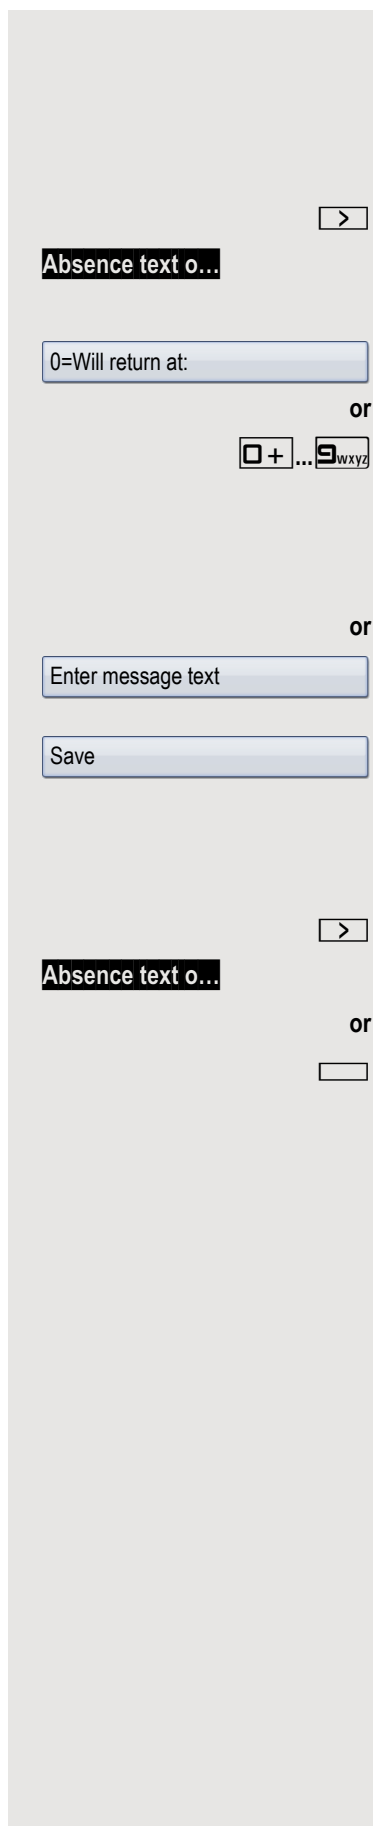 >
Absence text o...
0=Will return at:
or
0+ ... 9wxyz
or
Enter message text
Save
>
Absence text o...
or